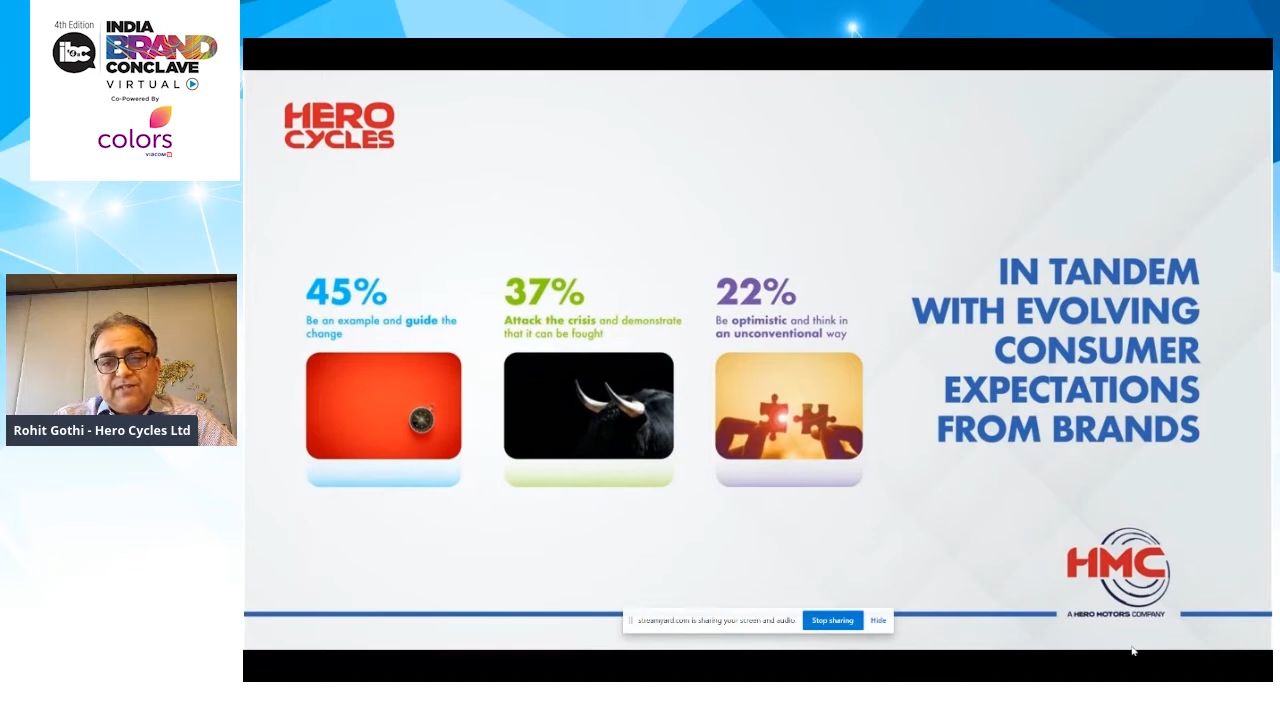 4th Edition
INDIA
BRAND
CONCLAVE
ibc
VIRTUAL
Co-Powered By
colors
VIACOM18
Rohit Gothi - Hero Cycles Ltd
HERO
CYCLES
45%
Be an example and guide the
change
37%
Attack the crisis and demonstrate
that it can be fought
22%
Be optimistic and think in
an unconventional way
IN TANDEM
WITH EVOLVING
CONSUMER
EXPECTATIONS
FROM BRANDS
HMC
A HERO MOTORS COMPANY
streamyard.com is sharing your screen and audio.
Stop sharing
Hide